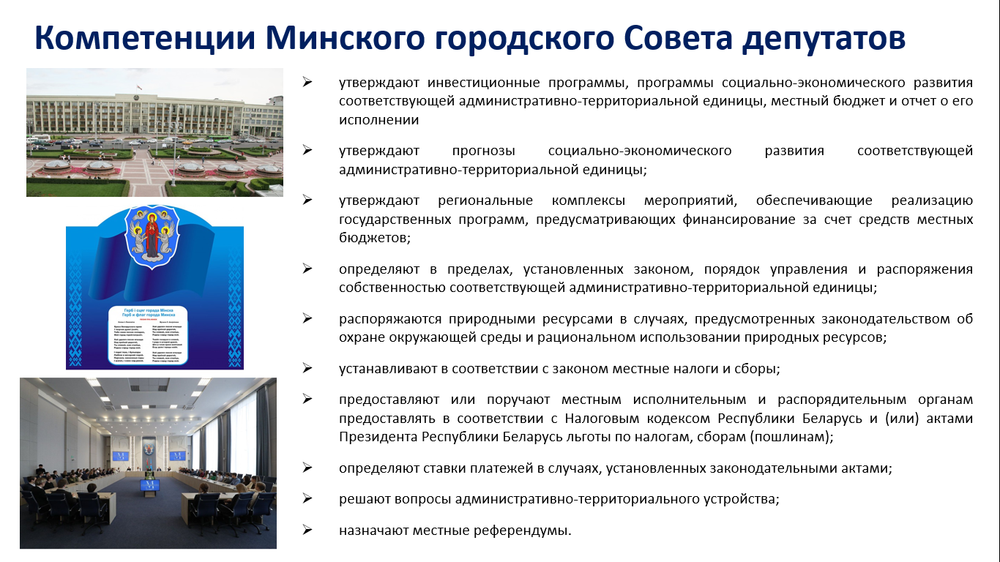 Компетенции Минского городского Совета депутатов
утверждают инвестиционные программы, программы социально-экономического развития
соответствующей административно-территориальной единицы, местный бюджет и отчет о его
исполнении
утверждают прогнозы социально-экономического развития соответствующей
административно-территориальной единицы;
утверждают региональные комплексы мероприятий, обеспечивающие реализацию
государственных программ, предусматривающих финансирование за счет средств местных
бюджетов;
определяют в пределах, установленных законом, порядок управления и распоряжения
собственностью соответствующей административно-территориальной единицы;
распоряжаются природными ресурсами в случаях, предусмотренных законодательством об
охране окружающей среды и рациональном использовании природных ресурсов;
устанавливают в соответствии с законом местные налоги и сборы;
предоставляют или поручают местным исполнительным и распорядительным органам
предоставлять в соответствии с Налоговым кодексом Республики Беларусь и (или) актами
Президента Республики Беларусь льготы по налогам, сборам (пошлинам);
определяют ставки платежей в случаях, установленных законодательными актами;
решают вопросы административно-территориального устройства;
назначают местные референдумы.
Герб і сцяг горада Мінска
Герб и флаг города Минска